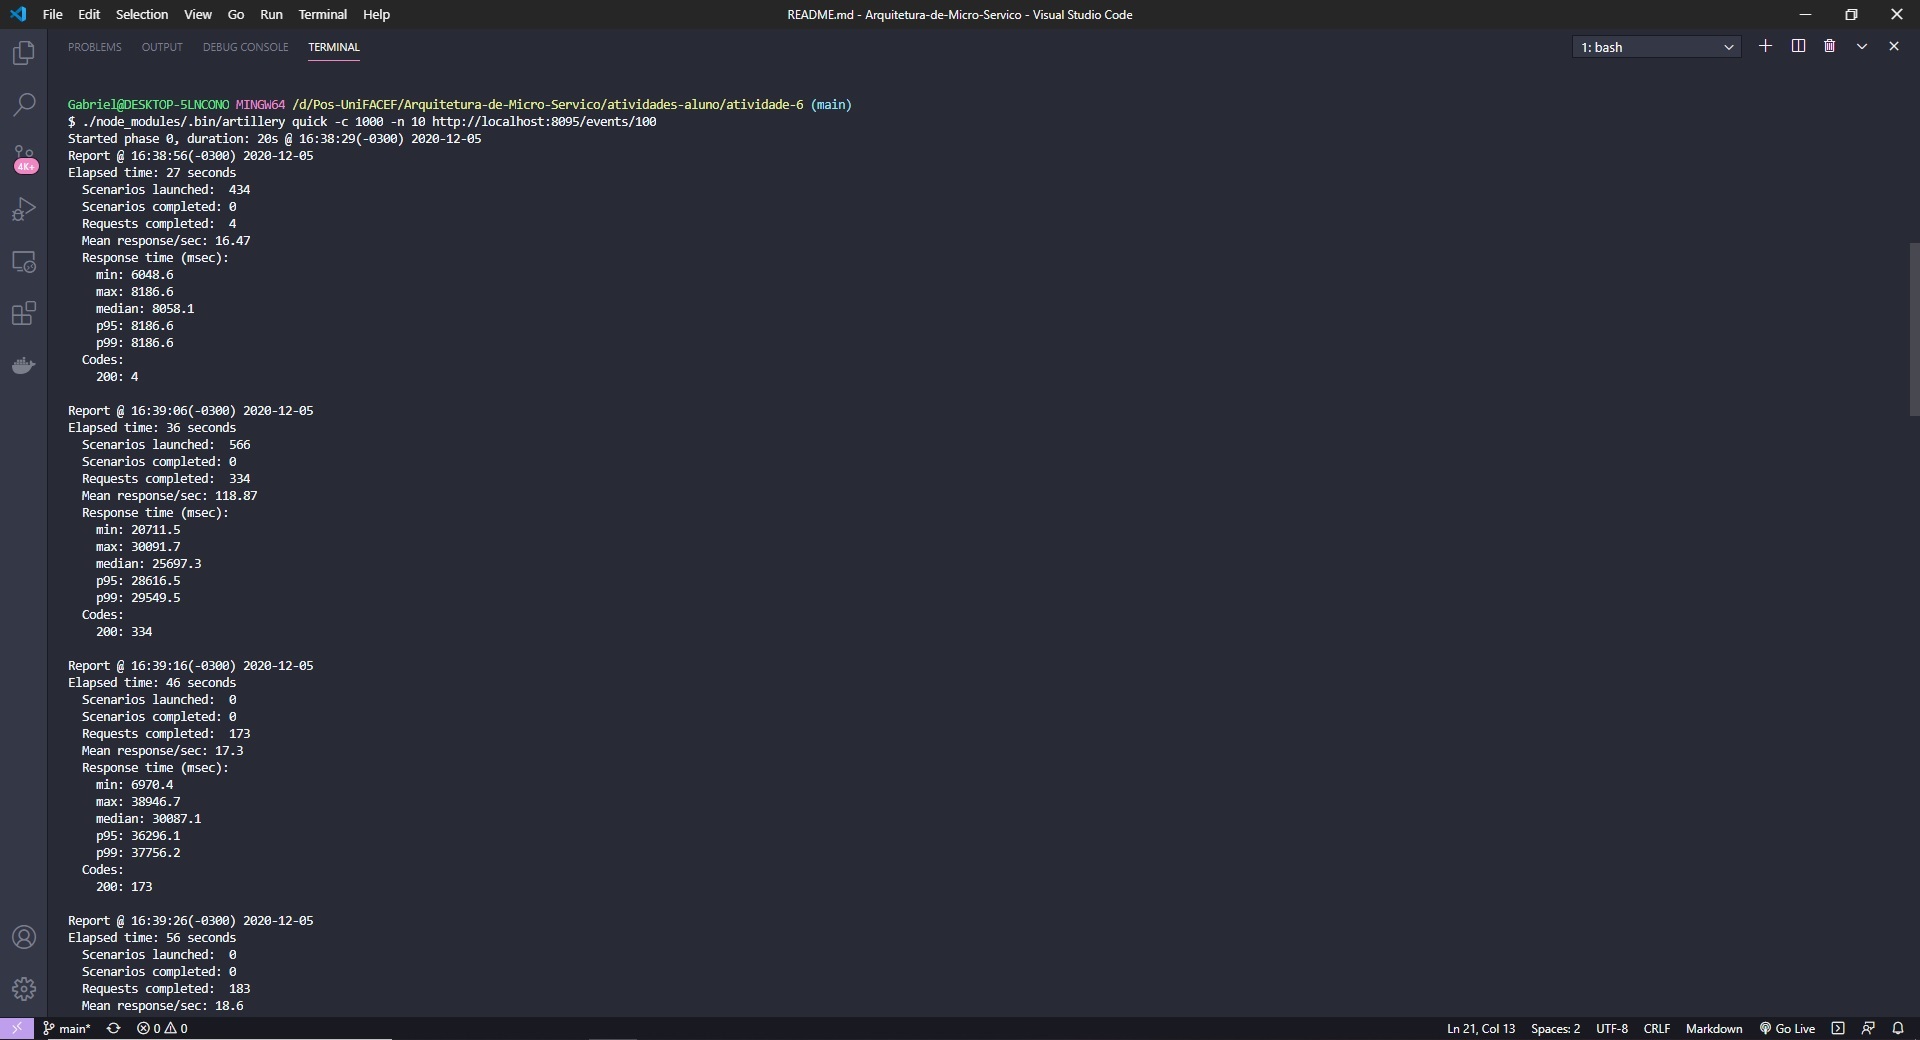 File Edit Selection View Go Run Terminal Help
README.md - Arquitetura-de-Micro-Servico - Visual Studio Code
PROBLEMS OUTPUT DEBUG CONSOLE TERMINAL
1: bash
4K+
Gabriel@DESKTOP-5LNCONO MINGW64 /d/Pos-UniFACEF/Arquitetura-de-Micro-Servico/atividades-aluno/atividade-6 (main)
$ ./node_modules/.bin/artillery quick -c 1000 -n 10 http://localhost:8095/events/100
Started phase 0, duration: 20s @ 16:38:29(-0300) 2020-12-05
Report @ 16:38:56(-0300) 2020-12-05
Elapsed time: 27 seconds
Scenarios launched: 434
Scenarios completed: 0
Requests completed: 4
Mean response/sec: 16.47
Response time (msec):
min: 6048.6
max: 8186.6
median: 8058.1
p95: 8186.6
p99: 8186.6
Codes:
200: 4
Report @ 16:39:06(-0300) 2020-12-05
Elapsed time: 36 seconds
Scenarios launched: 566
Scenarios completed: 0
Requests completed: 334
Mean response/sec: 118.87
Response time (msec):
min: 20711.5
max: 30091.7
median: 25697.3
p95: 28616.5
p99: 29549.5
Codes:
200: 334
Report @ 16:39:16(-0300) 2020-12-05
Elapsed time: 46 seconds
Scenarios launched: 0
Scenarios completed: 0
Requests completed: 173
Mean response/sec: 17.3
Response time (msec):
min: 6970.4
max: 38946.7
median: 30087.1
p95: 36296.1
p99: 37756.2
Codes:
200: 173
Report @ 16:39:26(-0300) 2020-12-05
Elapsed time: 56 seconds
Scenarios launched: 0
Scenarios completed: 0
Requests completed: 183
Mean response/sec: 18.6
main* 0 0 Ln 21, Col 13 Spaces: 2 UTF-8 CRLF Markdown Go Live